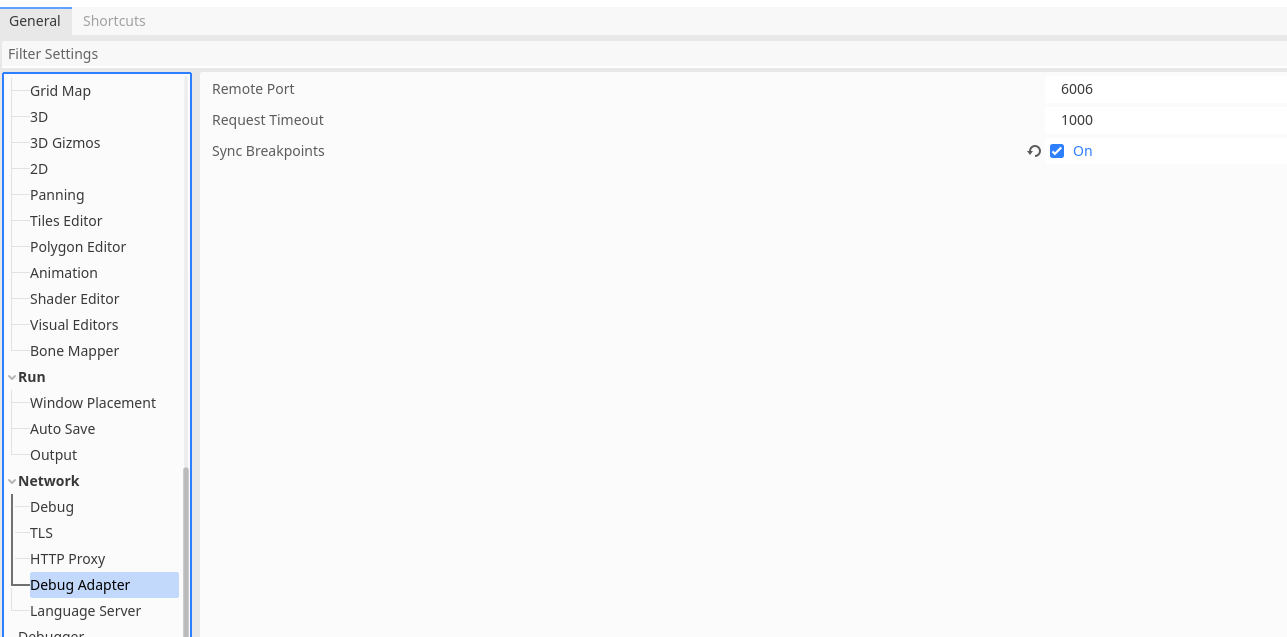 General
Shortcuts
Filter Settings
Grid Map
3D
3D Gizmos
2D
Panning
Tiles Editor
Polygon Editor
Animation
Shader Editor
Visual Editors
Bone Mapper
Run
Window Placement
Auto Save
Output
Network
Debug
TLS
HTTP Proxy
Debug Adapter
Language Server
Debugger
Remote Port 6006
Request Timeout 1000
Sync Breakpoints On